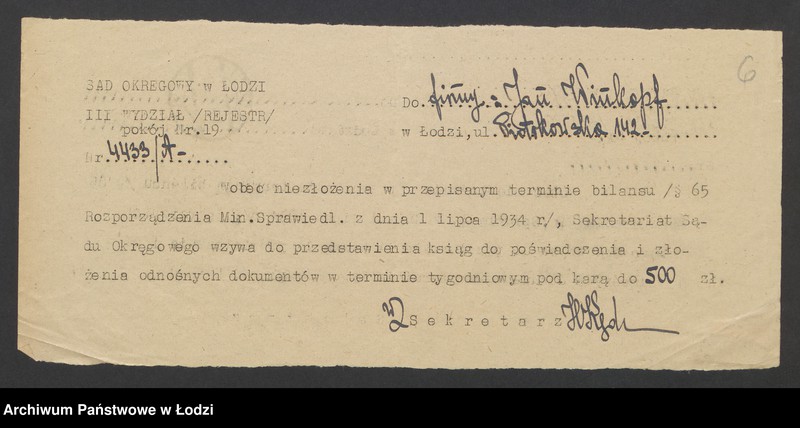 6
SAD OKRĘGOWY w ŁODZI
III WYDZIAŁ /REJESTR/
pokój Nr.19
Nr. 4433/A-
Do firmy: Jan Winkopf
w Łodzi, ul. Piotrkowska 142-
wobec niezłożenia w przepisanym terminie bilansu /§ 65
Rozporządzenia Min.Sprawiedl. z dnia 1 lipca 1934 r/, Sekretariat Są-
du Okręgowego wzywa do przedstawienia ksiąg do poświadczenia i zło-
żenia odnośnych dokumentów w terminie tygodniowym pod karą do 500 zł.
Sekretarz
Archiwum Państwowe w Łodzi